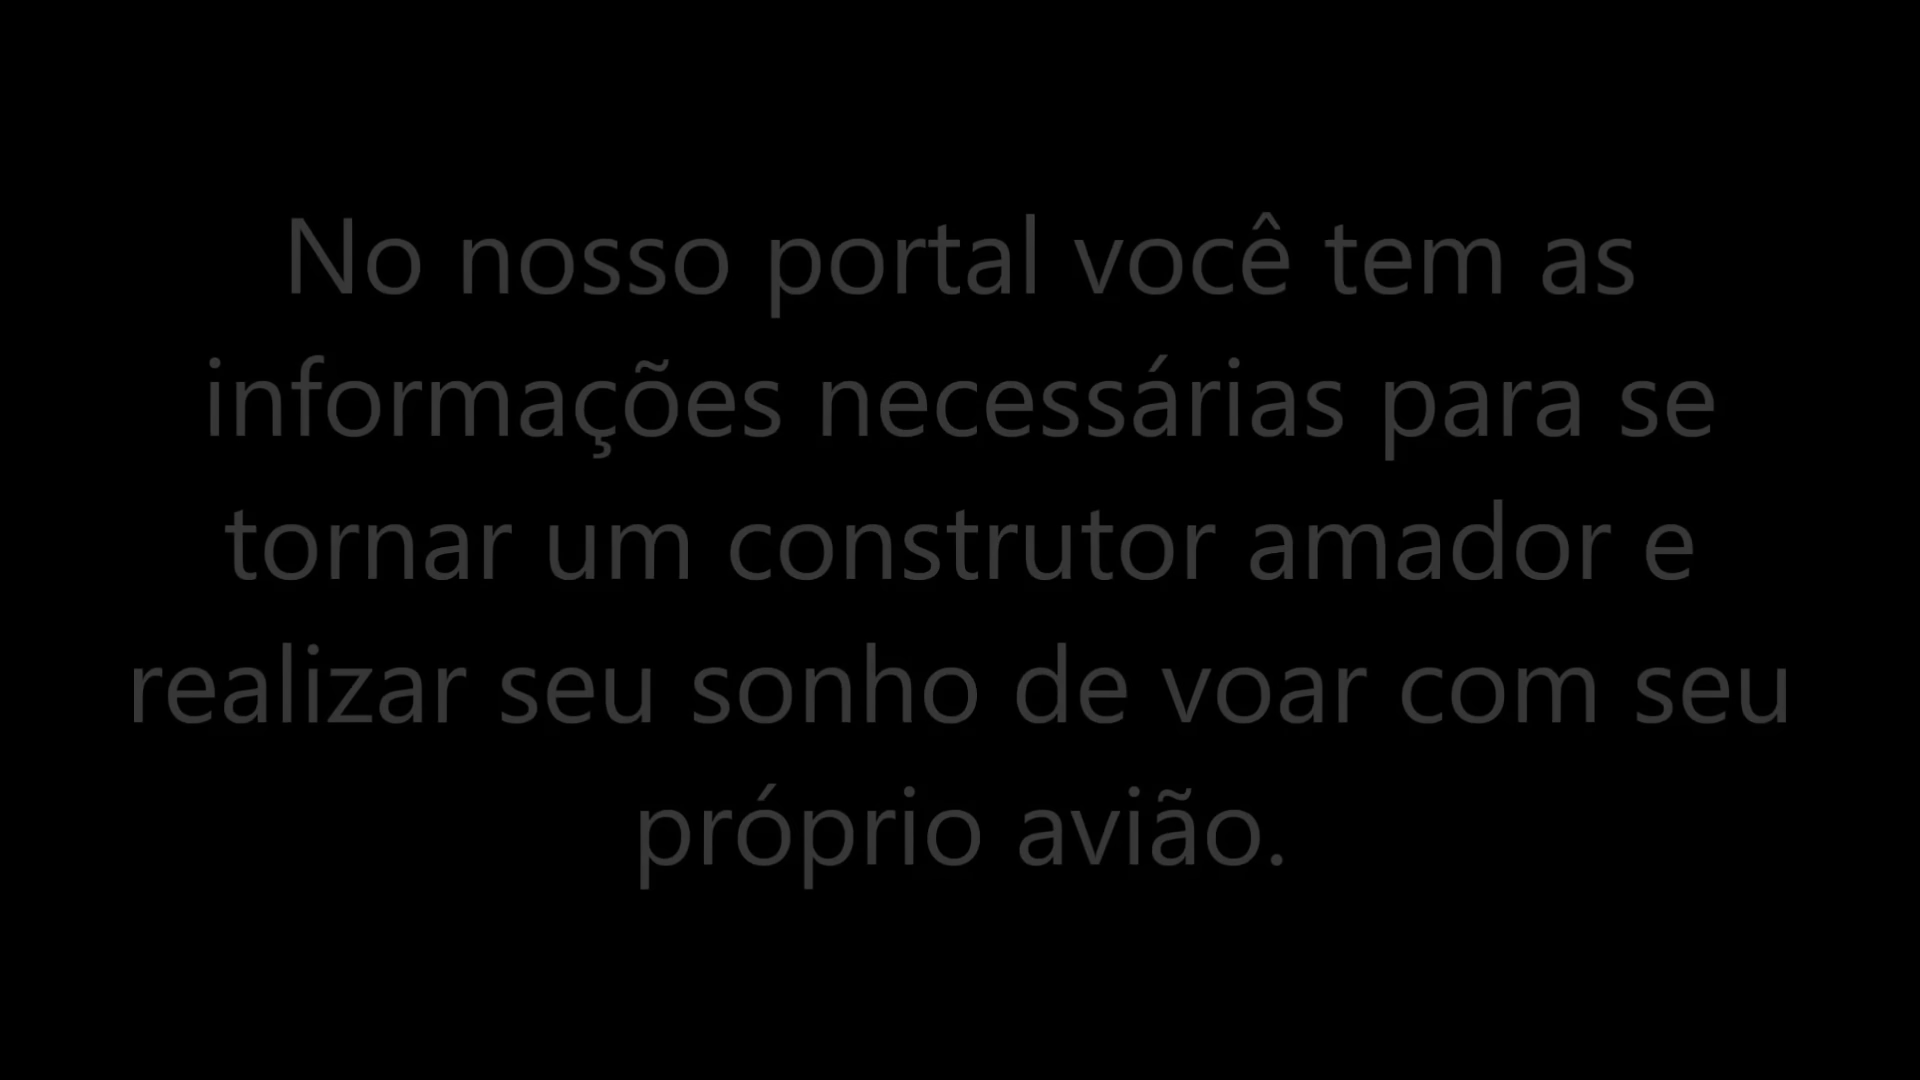 No nosso portal você tem as
informações necessárias para se
tornar um construtor amador e
realizar seu sonho de voar com seu
próprio avião.